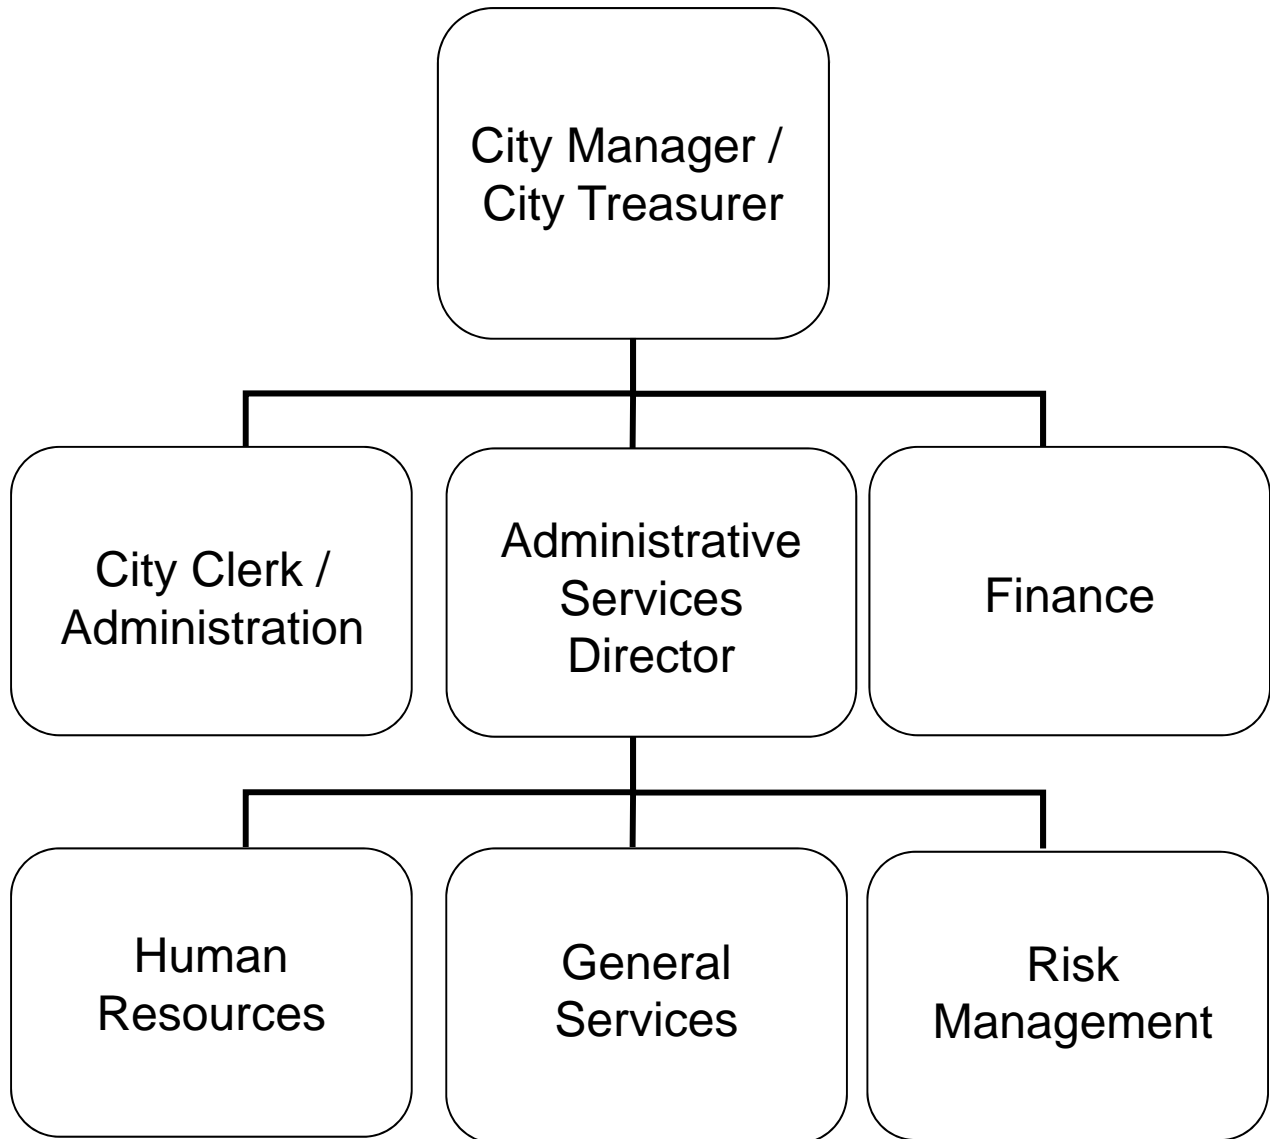 City Manager /
City Treasurer
City Clerk /
Administration
Administrative
Services
Director
Finance
Human
Resources
General
Services
Risk
Management